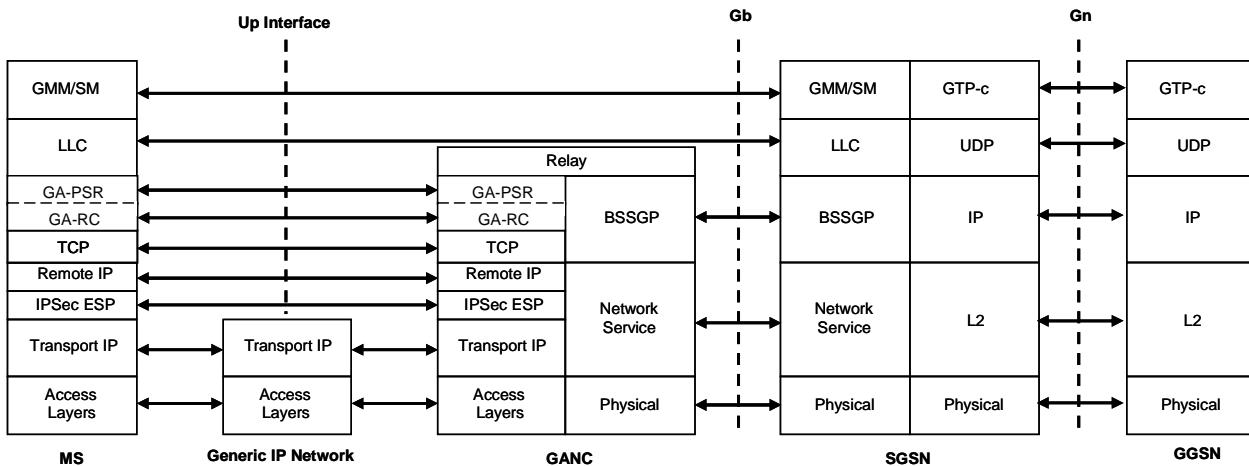 Up Interface
Gb
Gn
GMM/SM
GMM/SM
GTP-c
GTP-c
LLC
LLC
UDP
UDP
Relay
GA-PSR
GA-RC
GA-PSR
GA-RC
BSSGP
BSSGP
IP
IP
TCP
TCP
Remote IP
Remote IP
IPSec ESP
IPSec ESP
Network
Service
Network
Service
L2
L2
Transport IP
Transport IP
Transport IP
Access
Layers
Access
Layers
Access
Layers
Physical
Physical
Physical
Physical
MS
Generic IP Network
GANC
SGSN
GGSN